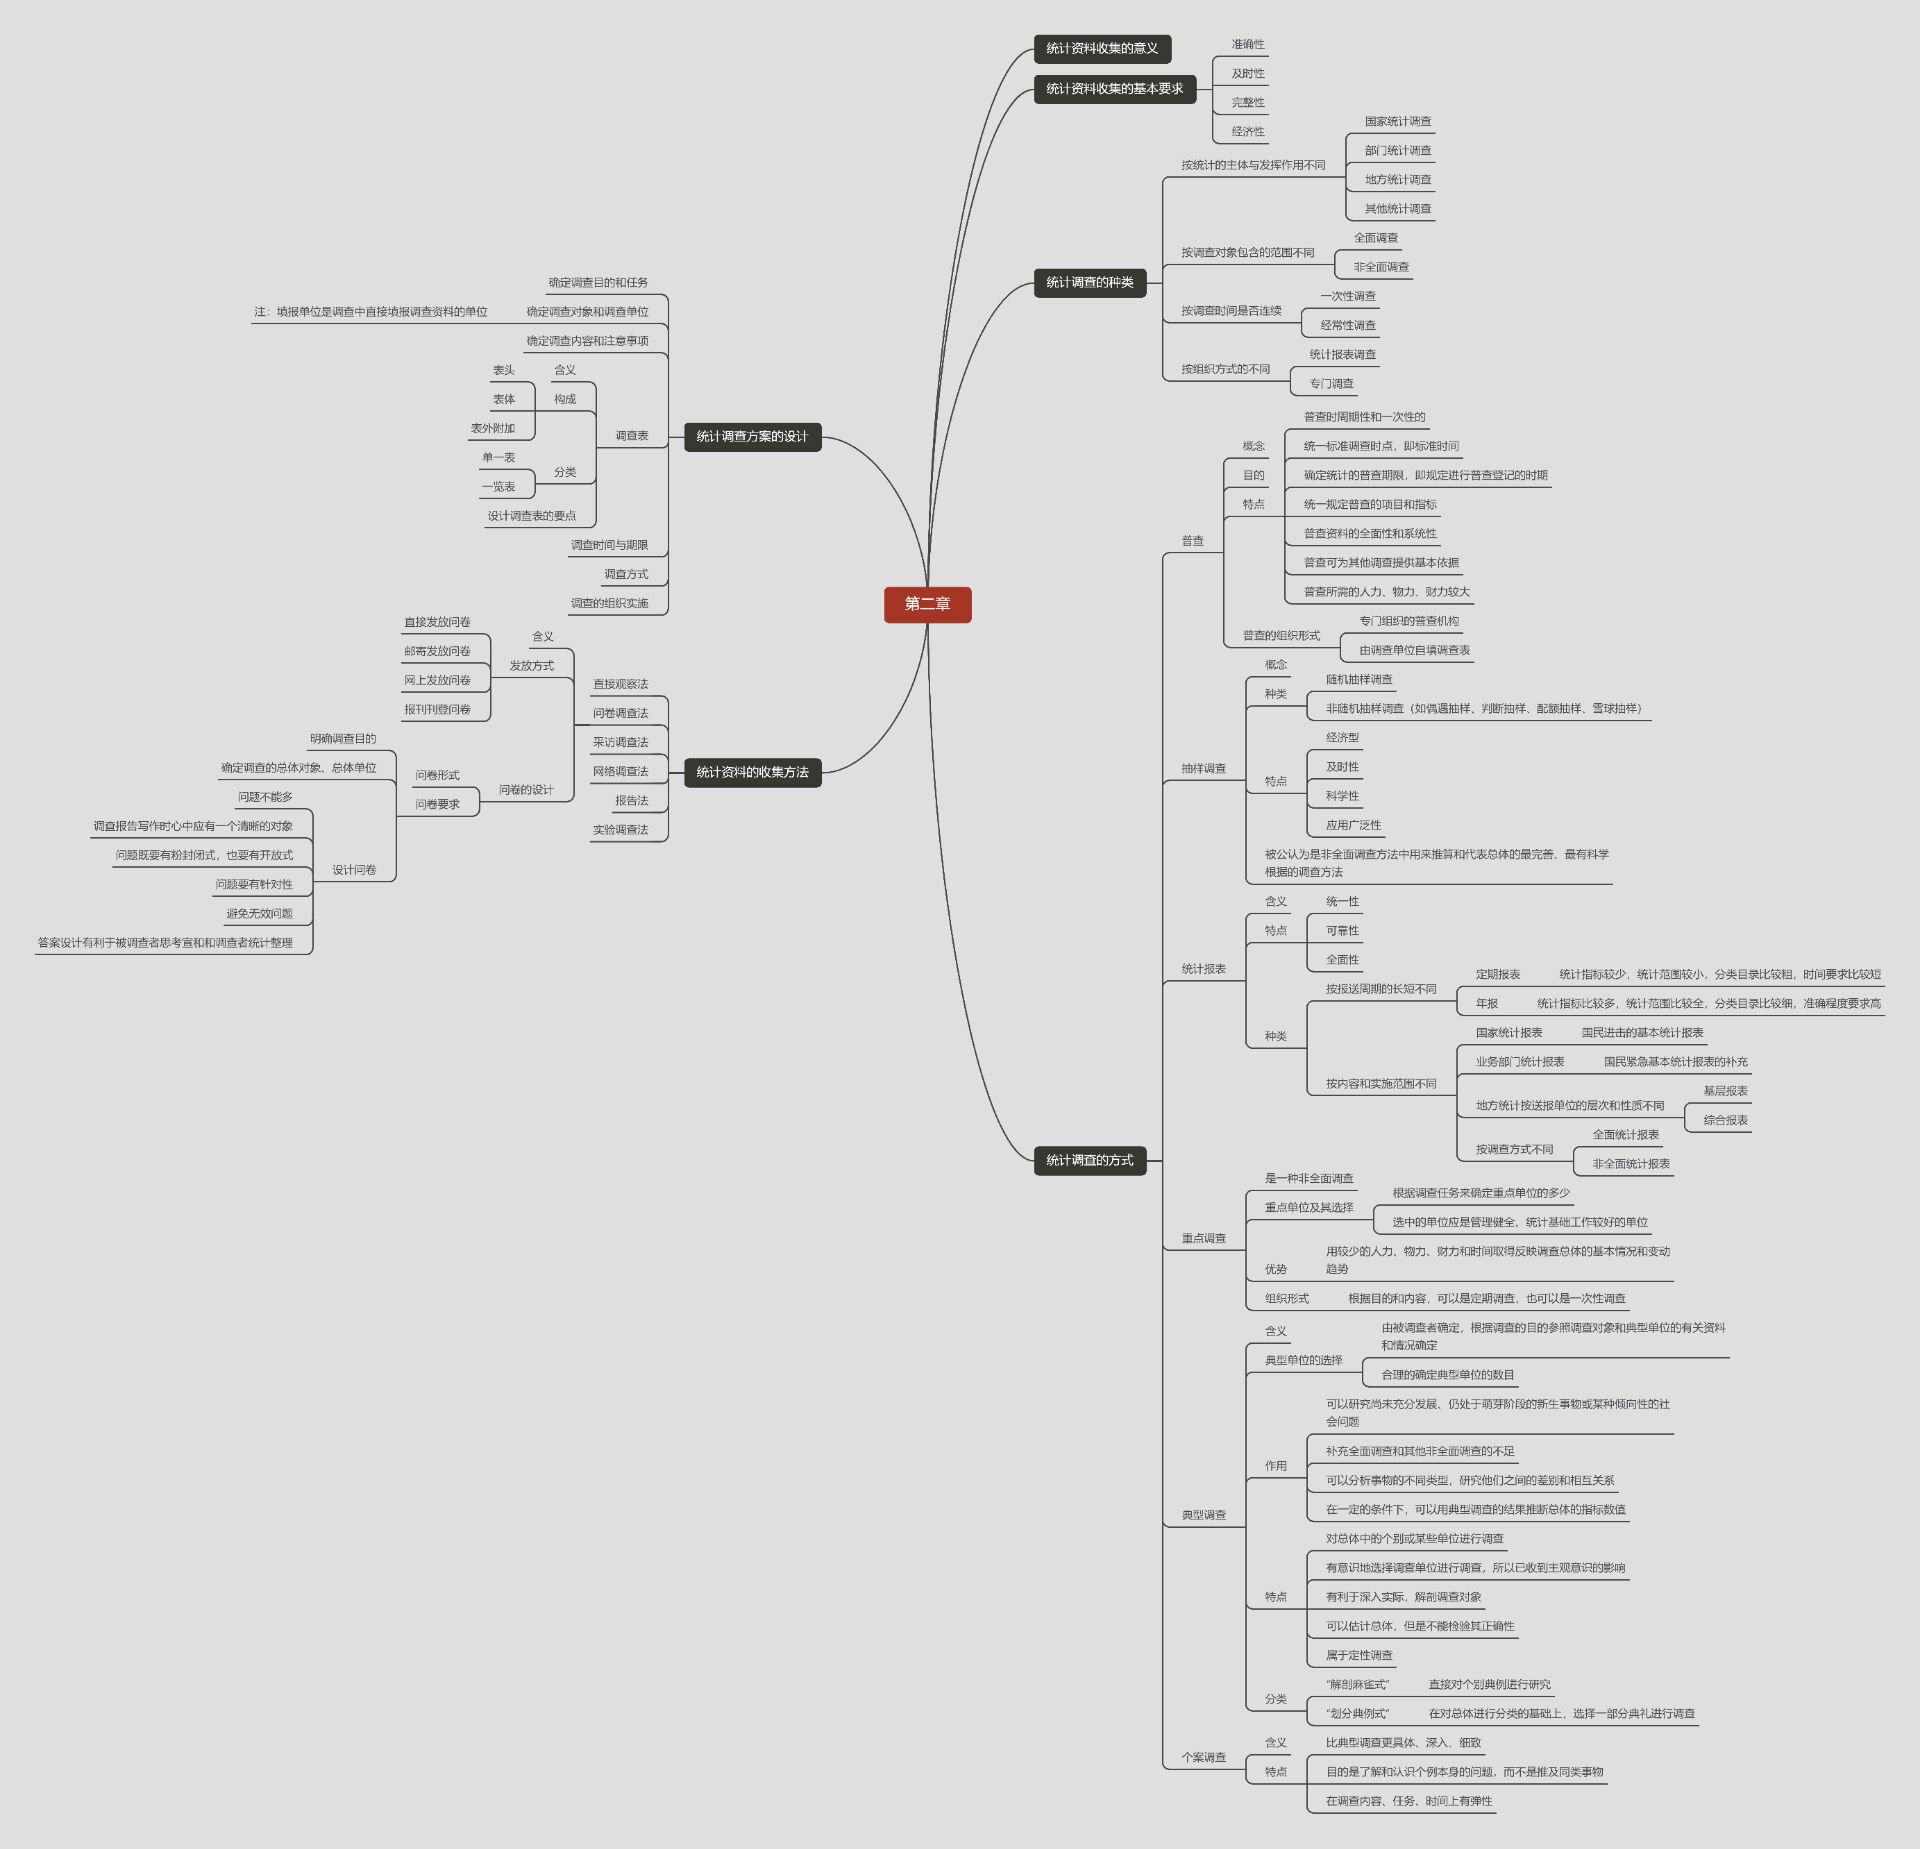 第二章
统计资料收集的意义
统计资料收集的基本要求
准确性
及时性
完整性
经济性
统计调查的种类
按统计的主体与发挥作用不同
国家统计调查
部门统计调查
地方统计调查
其他统计调查
按调查对象包含的范围不同
全面调查
非全面调查
按调查时间是否连续
一次性调查
经常性调查
按组织方式的不同
统计报表调查
专门调查
统计调查的方式
普查
概念
目的
特点
普查时周期性和一次性的
统一标准调查时点，即标准时间
确定统计的普查期限，即规定进行普查登记的时期
统一规定普查的项目和指标
普查资料的全面性和系统性
普查可为其他调查提供基本依据
普查所需的人力、物力、财力较大
普查的组织形式
专门组织的普查机构
由调查单位自填调查表
抽样调查
概念
种类
随机抽样调查
非随机抽样调查（如偶遇抽样、判断抽样、配额抽样、雪球抽样）
特点
经济型
及时性
科学性
应用广泛性
被公认为是非全面调查方法中用来推算和代表总体的最完善、最有科学
根据的调查方法
统计报表
含义
特点
统一性
可靠性
全面性
种类
按报送周期的长短不同
定期报表
统计指标较少，统计范围较小，分类目录比较粗，时间要求比较短
年报
统计指标比较多，统计范围比较全，分类目录比较细，准确程度要求高
按内容和实施范围不同
国家统计报表
国民进击的基本统计报表
业务部门统计报表
国民紧急基本统计报表的补充
地方统计按送报单位的层次和性质不同
基层报表
综合报表
按调查方式不同
全面统计报表
非全面统计报表
重点调查
是一种非全面调查
重点单位及其选择
根据调查任务来确定重点单位的多少
选中的单位应是管理健全、统计基础工作较好的单位
优势
用较少的人力、物力、财力和时间取得反映调查总体的基本情况和变动
趋势
组织形式
根据目的和内容，可以是定期调查，也可以是一次性调查
典型调查
含义
典型单位的选择
由被调查者确定，根据调查的目的参照调查对象和典型单位的有关资料
和情况确定
合理的确定典型单位的数目
作用
可以研究尚未充分发展、仍处于萌芽阶段的新生事物或某种倾向性的社
会问题
补充全面调查和其他非全面调查的不足
可以分析事物的不同类型，研究他们之间的差别和相互关系
在一定的条件下，可以用典型调查的结果推断总体的指标数值
特点
对总体中的个别或某些单位进行调查
有意识地选择调查单位进行调查，所以已收到主观意识的影响
有利于深入实际，解剖调查对象
可以估计总体，但是不能检验其正确性
属于定性调查
分类
“解剖麻雀式”
直接对个别典例进行研究
“划分典例式”
在对总体进行分类的基础上，选择一部分典礼进行调查
个案调查
含义
特点
比典型调查更具体、深入、细致
目的是了解和认识个例本身的问题，而不是推及同类事物
在调查内容、任务、时间上有弹性
统计调查方案的设计
确定调查目的和任务
确定调查对象和调查单位
注：填报单位是调查中直接填报调查资料的单位
确定调查内容和注意事项
调查表
含义
构成
表头
表体
表外附加
分类
单一表
一览表
设计调查表的要点
调查时间与期限
调查方式
调查的组织实施
统计资料的收集方法
直接观察法
问卷调查法
含义
发放方式
直接发放问卷
邮寄发放问卷
网上发放问卷
报刊刊登问卷
问卷的设计
问卷形式
问卷要求
明确调查目的
确定调查的总体对象、总体单位
设计问卷
问题不能多
调查报告写作时心中应有一个清晰的对象
问题既要有粉封闭式，也要有开放式
问题要有针对性
避免无效问题
答案设计有利于被调查者思考宣和和调查者统计整理
采访调查法
网络调查法
报告法
实验调查法